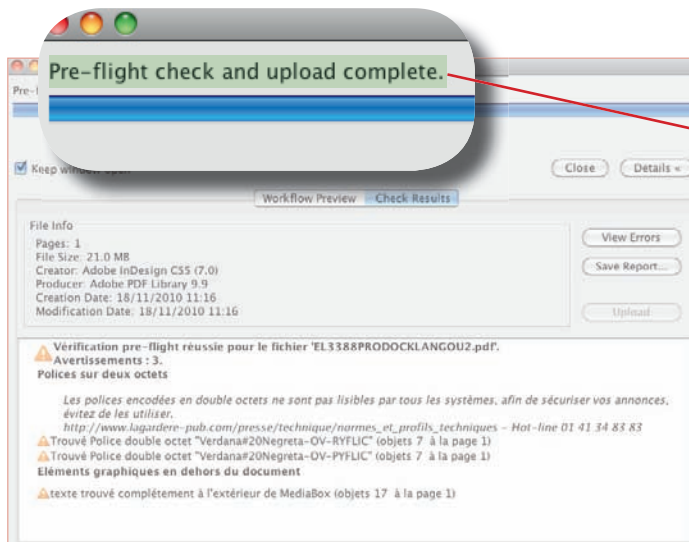 Pre-flight check and upload complete.
Pre-
Keep window open
Close
Details «
Workflow Preview
Check Results
File Info
Pages: 1
File Size: 21.0 MB
Creator: Adobe InDesign CS5 (7.0)
Producer: Adobe PDF Library 9.9
Creation Date: 18/11/2010 11:16
Modification Date: 18/11/2010 11:16
View Errors
Save Report...
Upload
Vérification pre-flight réussie pour le fichier 'EL3388PRODOCKLANGOU2.pdf'.
Avertissements : 3.
Polices sur deux octets
Les polices encodées en double octets ne sont pas lisibles par tous les systèmes, afin de sécuriser vos annonces,
évitez de les utiliser.
http://www.lagardere-pub.com/presse/technique/normes_et_profils_techniques - Hot-line 01 41 34 83 83
Trouvé Police double octet "Verdana#20Negreta-OV-RYFLIC" (objets 7 à la page 1)
Trouvé Police double octet "Verdana#20Negreta-OV-PYFLIC" (objets 7 à la page 1)
Eléments graphiques en dehors du document
texte trouvé complétement à l'extérieur de MediaBox (objets 17 à la page 1)